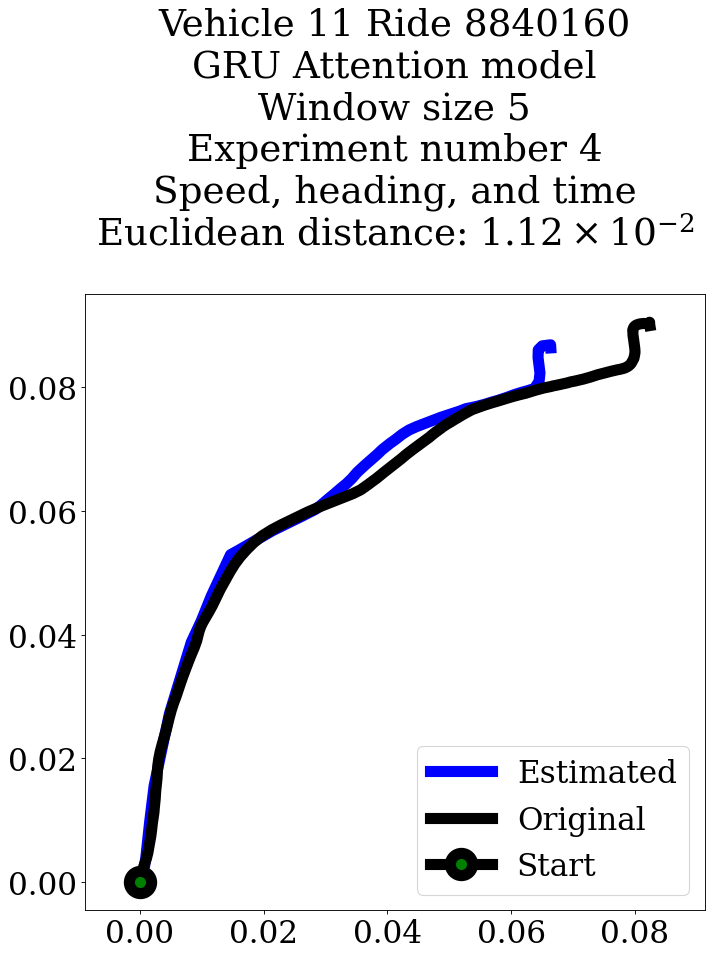 Vehicle 11 Ride 8840160
GRU Attention model
Window size 5
Experiment number 4
Speed, heading, and time
Euclidean distance: 1.12 × 10⁻²
0.08
0.06
0.04
0.02
0.00
Estimated
Original
Start
0.00 0.02 0.04 0.06 0.08